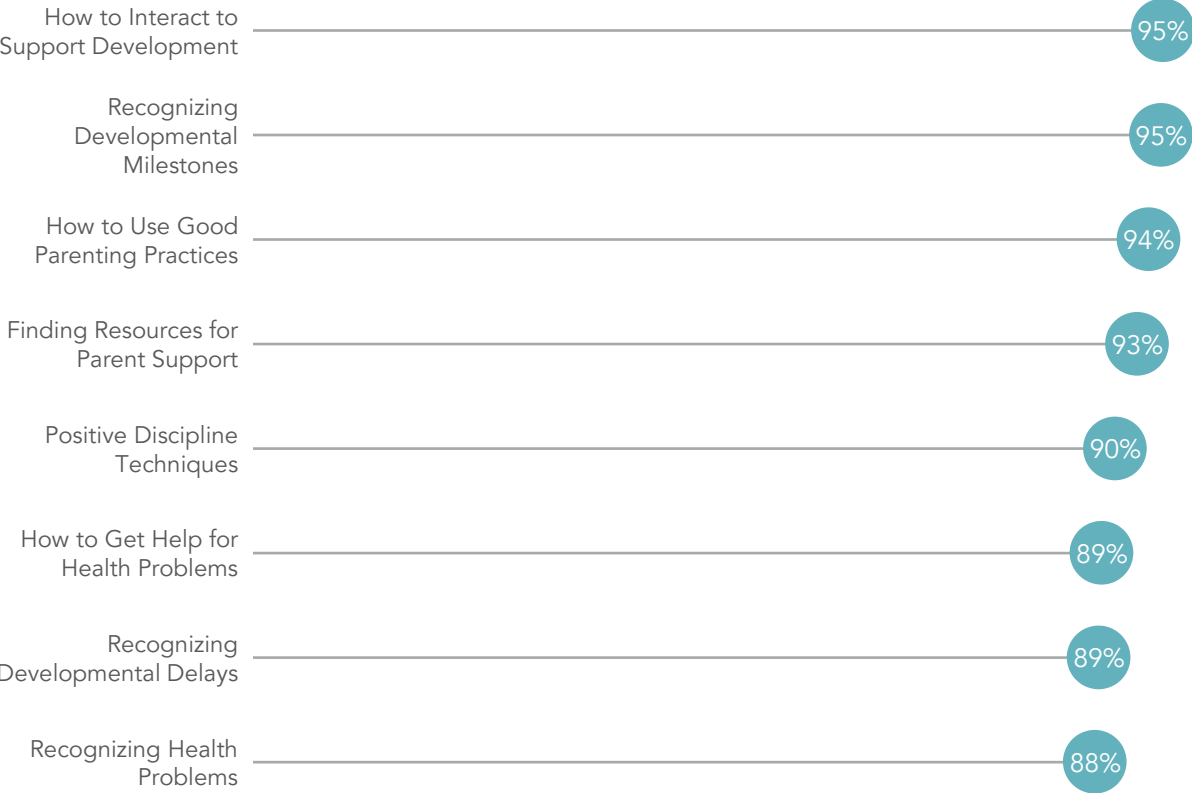 How to Interact to
Support Development
95%
Recognizing
Developmental
Milestones
95%
How to Use Good
Parenting Practices
94%
Finding Resources for
Parent Support
93%
Positive Discipline
Techniques
90%
How to Get Help for
Health Problems
89%
Recognizing
Developmental Delays
89%
Recognizing Health
Problems
88%